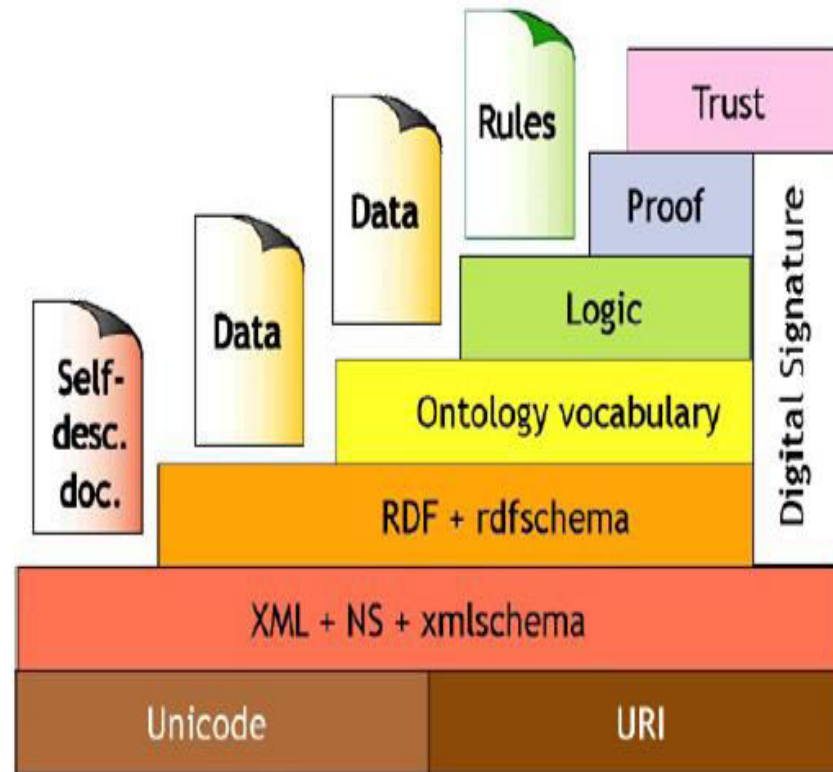 Rules
Trust
Data
Proof
Data
Logic
Self-
desc.
doc.
Ontology vocabulary
Digital Signature
RDF + rdfschema
XML + NS + xmlschema
Unicode
URI